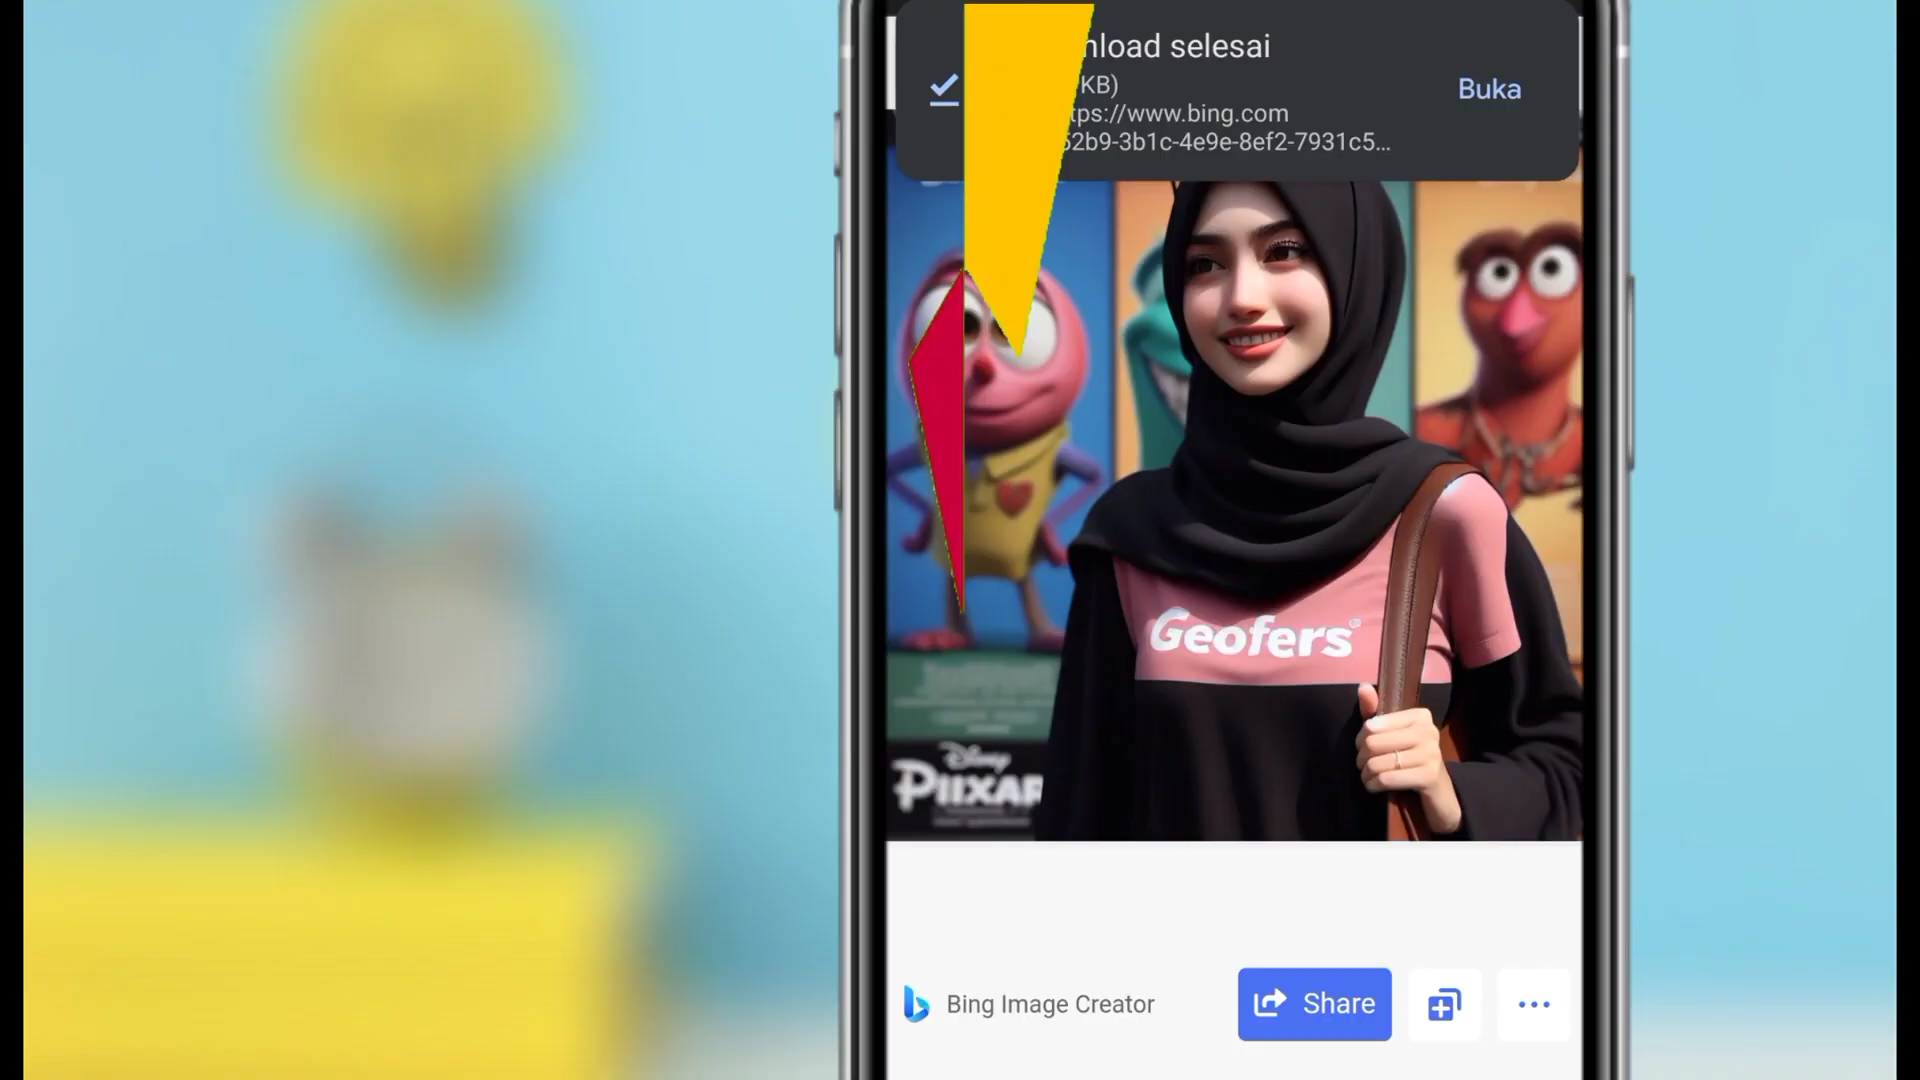 nload selesai
KB)
Buka
tps://www.bing.com
52b9-3b1c-4e9e-8ef2-7931c5...
Geofers
Disney
PIIXAR
Bing Image Creator
Share